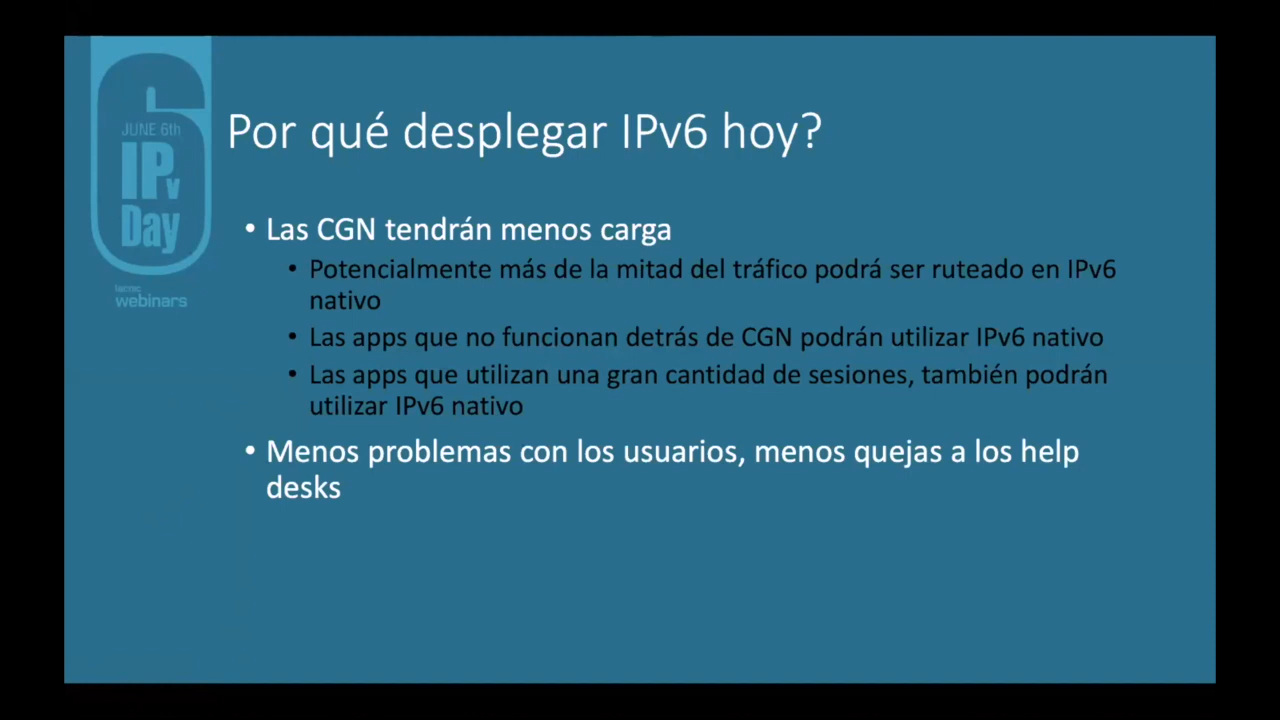 JUNE 6th
IPv
Day
lacnic
webinars
Por qué desplegar IPv6 hoy?
• Las CGN tendrán menos carga
• Potencialmente más de la mitad del tráfico podrá ser ruteado en IPv6
nativo
• Las apps que no funcionan detrás de CGN podrán utilizar IPv6 nativo
• Las apps que utilizan una gran cantidad de sesiones, también podrán
utilizar IPv6 nativo
• Menos problemas con los usuarios, menos quejas a los help
desks